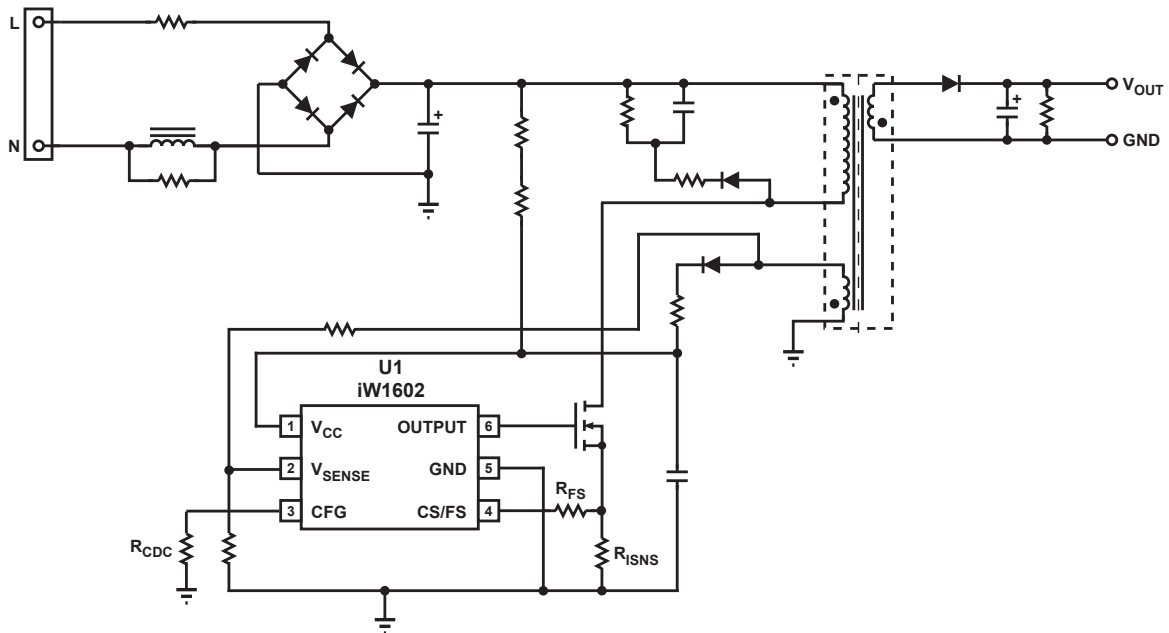 L
N
V_OUT
GND
U1
iW1602
1 V_CC OUTPUT 6
2 V_SENSE GND 5
3 CFG CS/FS 4
R_FS
R_CDC
R_ISNS
+
+